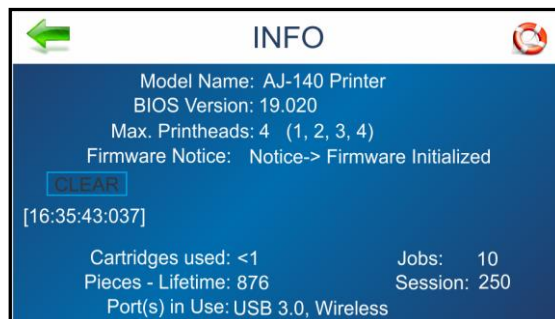 INFO
Model Name: AJ-140 Printer
BIOS Version: 19.020
Max. Printheads: 4 (1, 2, 3, 4)
Firmware Notice: Notice-> Firmware Initialized
CLEAR
[16:35:43:037]
Cartridges used: <1 Jobs: 10
Pieces - Lifetime: 876 Session: 250
Port(s) in Use: USB 3.0, Wireless